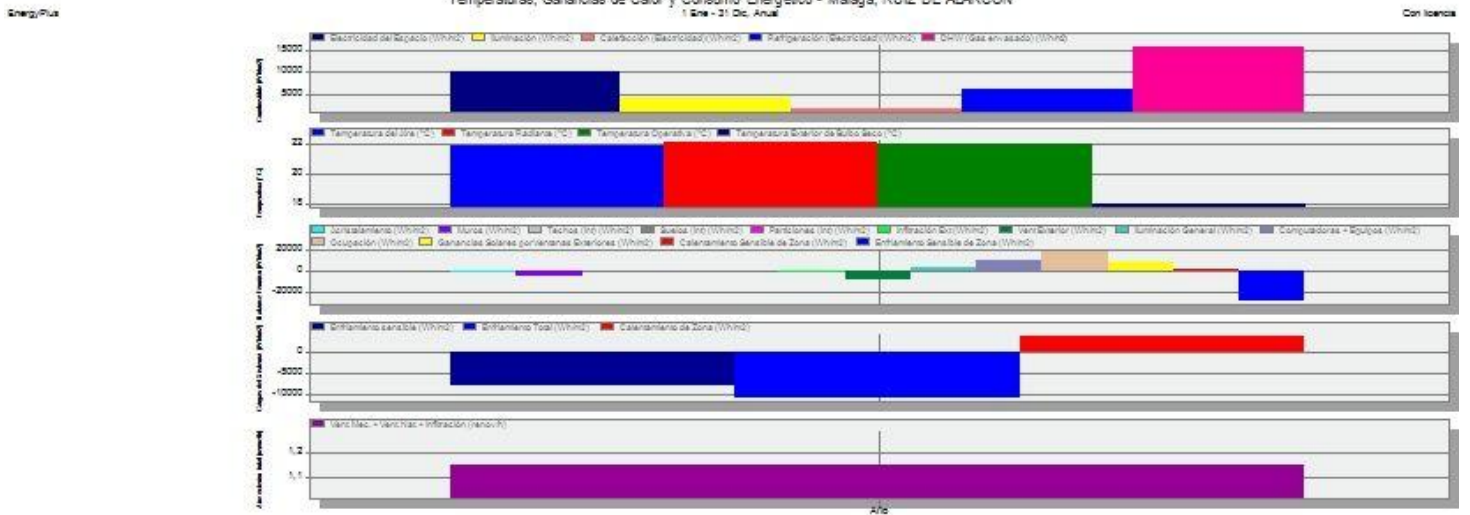 Temperaturas, Ganancias de Calor y Consumo Energético - Málaga, RUIZ DE ALARCÓN
EnergyPlus
1 Ene - 31 Dic, Anual
Con licencia
Electricidad del Espacio (Wh/m2) Iluminación (Wh/m2) Calefacción (Electricidad) (Wh/m2) Refrigeración (Electricidad) (Wh/m2) DHW (Gas envasado) (Wh/m2)
15000
10000
5000
Temperatura del Aire (°C) Temperatura Radiante (°C) Temperatura Operativa (°C) Temperatura Exterior de Bulbo Seco (°C)
Temperatura (°C)
22
20
18
Acristalamiento (Wh/m2) Muros (Wh/m2) Techos (Int) (Wh/m2) Suelos (Int) (Wh/m2) Particiones (Int) (Wh/m2) Infiltración Ext (Wh/m2) Vent Exterior (Wh/m2) Iluminación General (Wh/m2) Computadoras + Equipos (Wh/m2)
Ocupación (Wh/m2) Ganancias Solares por Ventanas Exteriores (Wh/m2) Calentamiento Sensible de Zona (Wh/m2) Enfriamiento Sensible de Zona (Wh/m2)
20000
0
-20000
Enfriamiento sensible (Wh/m2) Enfriamiento Total (Wh/m2) Calentamiento de Zona (Wh/m2)
0
-5000
-10000
Vent Mec. + Vent Nat. + Infiltración (renov/h)
1,2
1,1
Año